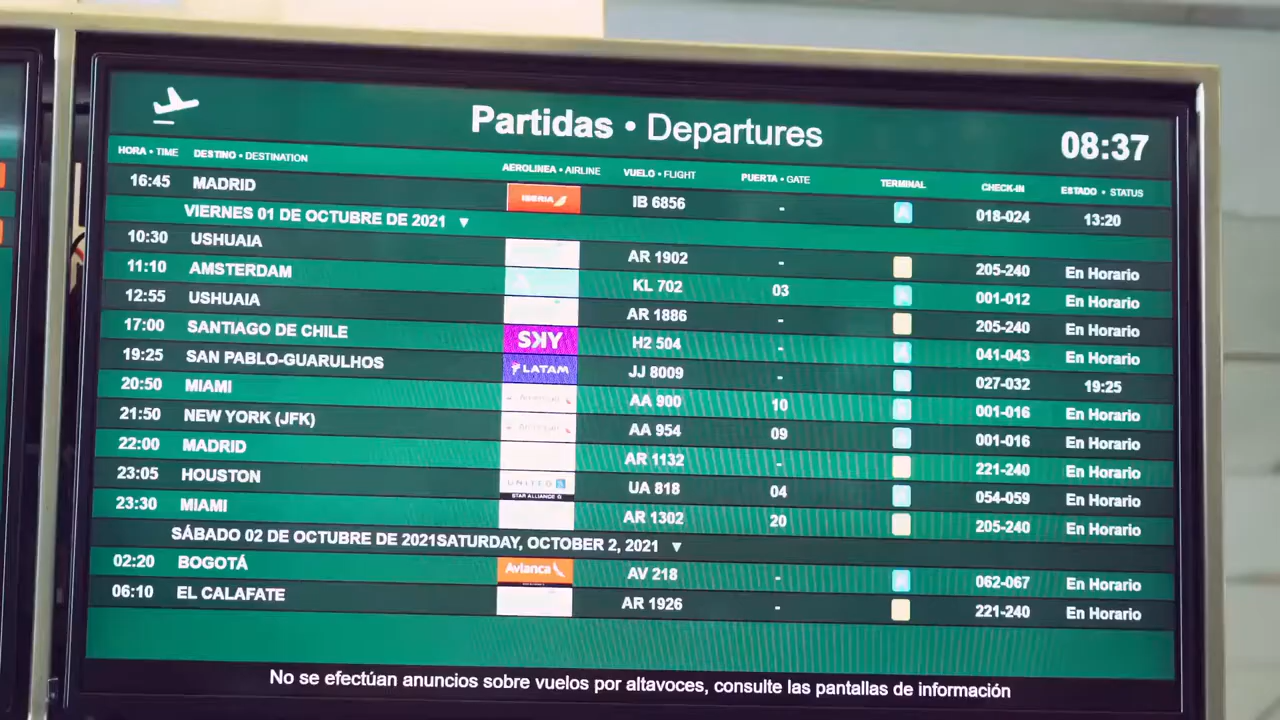 Partidas • Departures
08:37
HORA • TIME DESTINO • DESTINATION AEROLINEA • AIRLINE VUELO • FLIGHT PUERTA • GATE TERMINAL CHECK-IN ESTADO • STATUS
16:45 MADRID IBERIA IB 6856 - A 018-024 13:20
VIERNES 01 DE OCTUBRE DE 2021 ▼
10:30 USHUAIA AR 1902 - 205-240 En Horario
11:10 AMSTERDAM KL 702 03 A 001-012 En Horario
12:55 USHUAIA AR 1886 - 205-240 En Horario
17:00 SANTIAGO DE CHILE SKY H2 504 - A 041-043 En Horario
19:25 SAN PABLO-GUARULHOS LATAM JJ 8009 - A 027-032 19:25
20:50 MIAMI American AA 900 10 A 001-016 En Horario
21:50 NEW YORK (JFK) American AA 954 09 A 001-016 En Horario
22:00 MADRID AR 1132 - 221-240 En Horario
23:05 HOUSTON UNITED STAR ALLIANCE UA 818 04 A 054-059 En Horario
23:30 MIAMI AR 1302 20 205-240 En Horario
SÁBADO 02 DE OCTUBRE DE 2021SATURDAY, OCTOBER 2, 2021 ▼
02:20 BOGOTÁ Avianca AV 218 - A 062-067 En Horario
06:10 EL CALAFATE AR 1926 - 221-240 En Horario
No se efectúan anuncios sobre vuelos por altavoces, consulte las pantallas de información